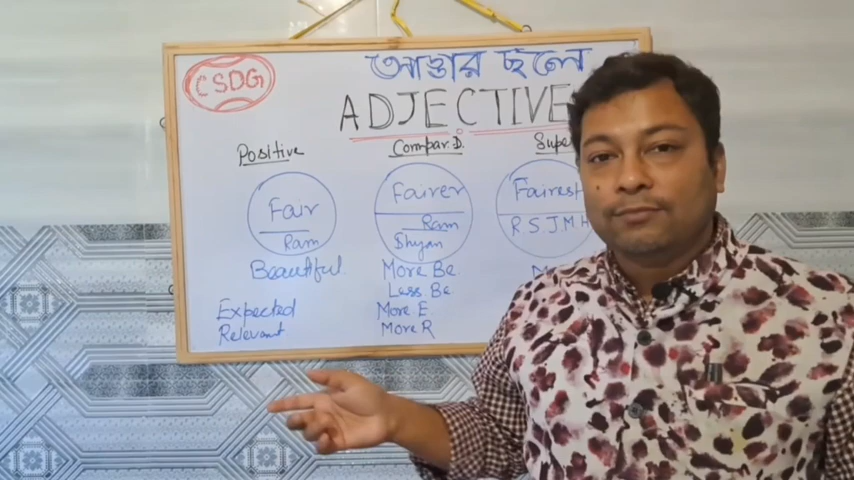 CSDG
আড্ডার ছলে
ADJECTIVE
Positive Compar. D.
Fair Fairer Fairest
Ram Ram R.S.J.M.H
Shyam
Beautiful. More Be
Less Be
Expected More E
Relevant More R